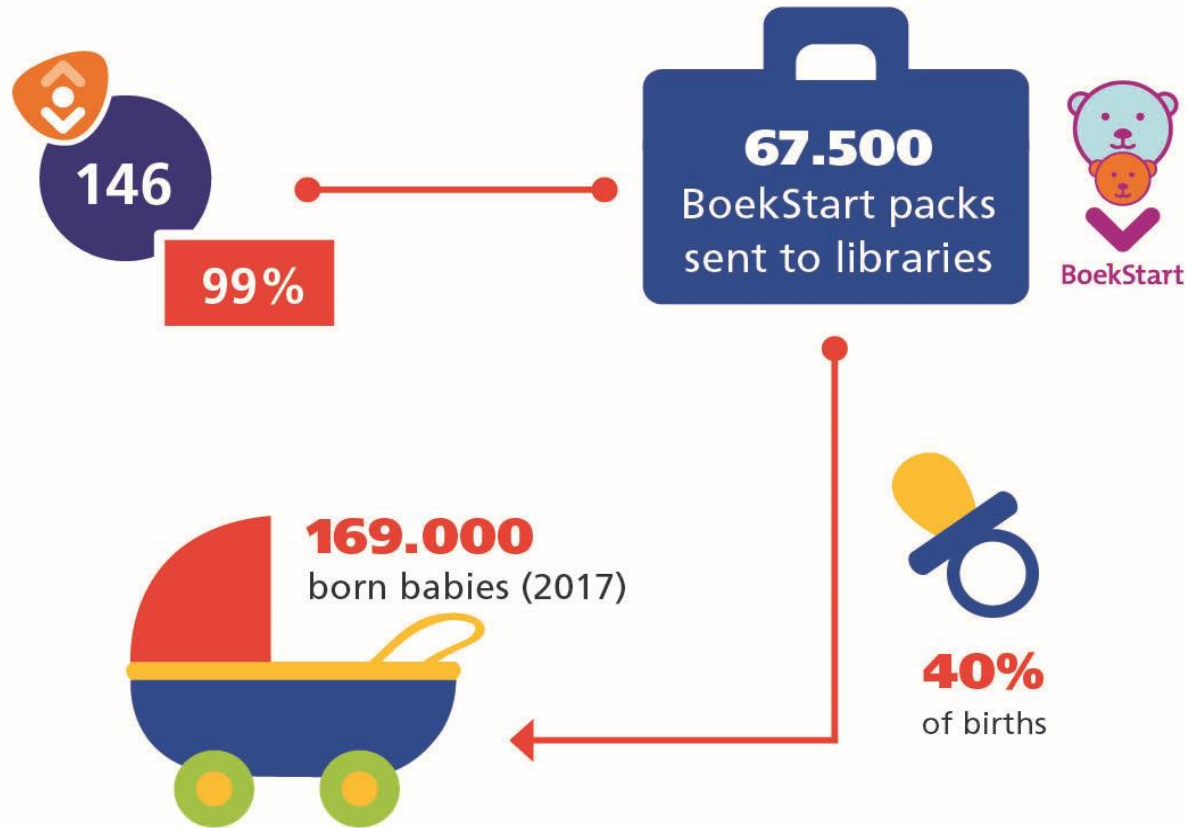 146
99%
67.500
BoekStart packs
sent to libraries
BoekStart
169.000
born babies (2017)
40%
of births